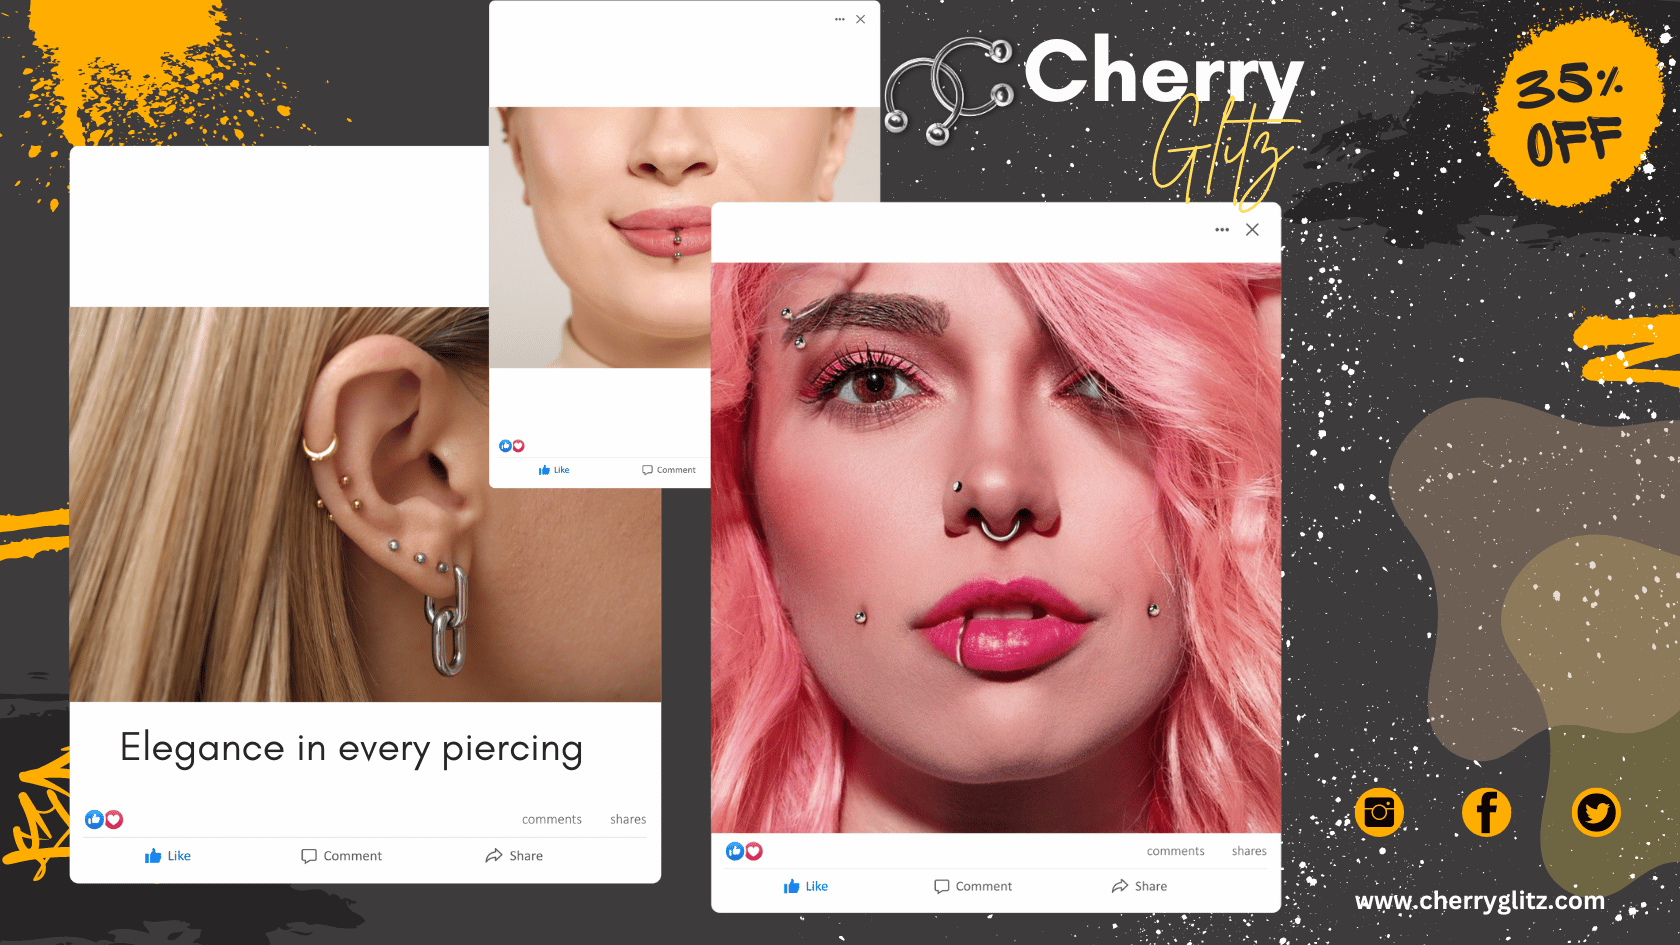 Cherry
Glitz
35%
OFF
Like
Comment
Elegance in every piercing
comments shares
Like Comment Share
comments shares
Like Comment Share
www.cherryglitz.com